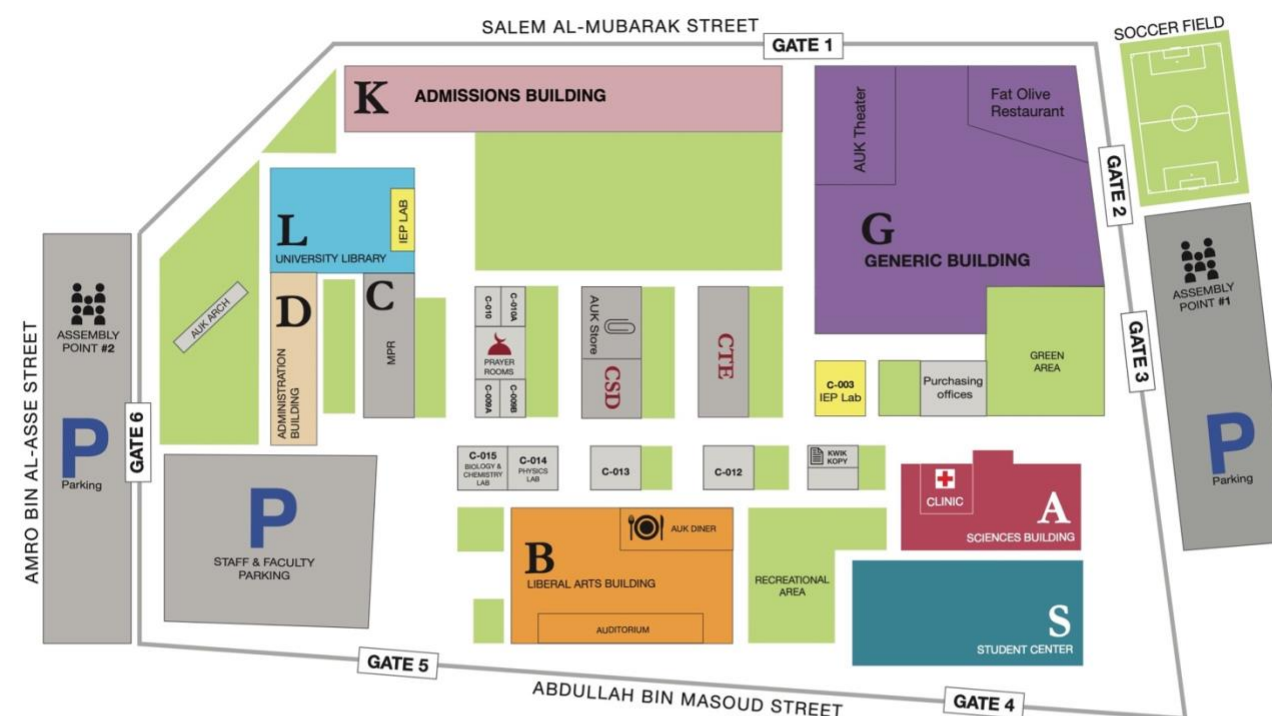 SALEM AL-MUBARAK STREET
GATE 1
SOCCER FIELD
K ADMISSIONS BUILDING
AUK Theater
Fat Olive
Restaurant
GATE 2
L
UNIVERSITY LIBRARY
IEP LAB
G
GENERIC BUILDING
ASSEMBLY
POINT #1
AUK ARCH
ASSEMBLY
POINT #2
D
ADMINISTRATION
BUILDING
C
MPR
C-010
C-010A
PRAYER
ROOMS
C-009A
C-009B
AUK Store
CSD
CTE
GREEN
AREA
GATE 3
C-003
IEP Lab
Purchasing
offices
AMRO BIN AL-ASSE STREET
P
Parking
GATE 6
P
Parking
C-015
BIOLOGY &
CHEMISTRY
LAB
C-014
PHYSICS
LAB
C-013
C-012
KWIK
KOPY
CLINIC
A
SCIENCES BUILDING
P
STAFF & FACULTY
PARKING
B
LIBERAL ARTS BUILDING
AUK DINER
AUDITORIUM
RECREATIONAL
AREA
S
STUDENT CENTER
GATE 5
ABDULLAH BIN MASOUD STREET
GATE 4